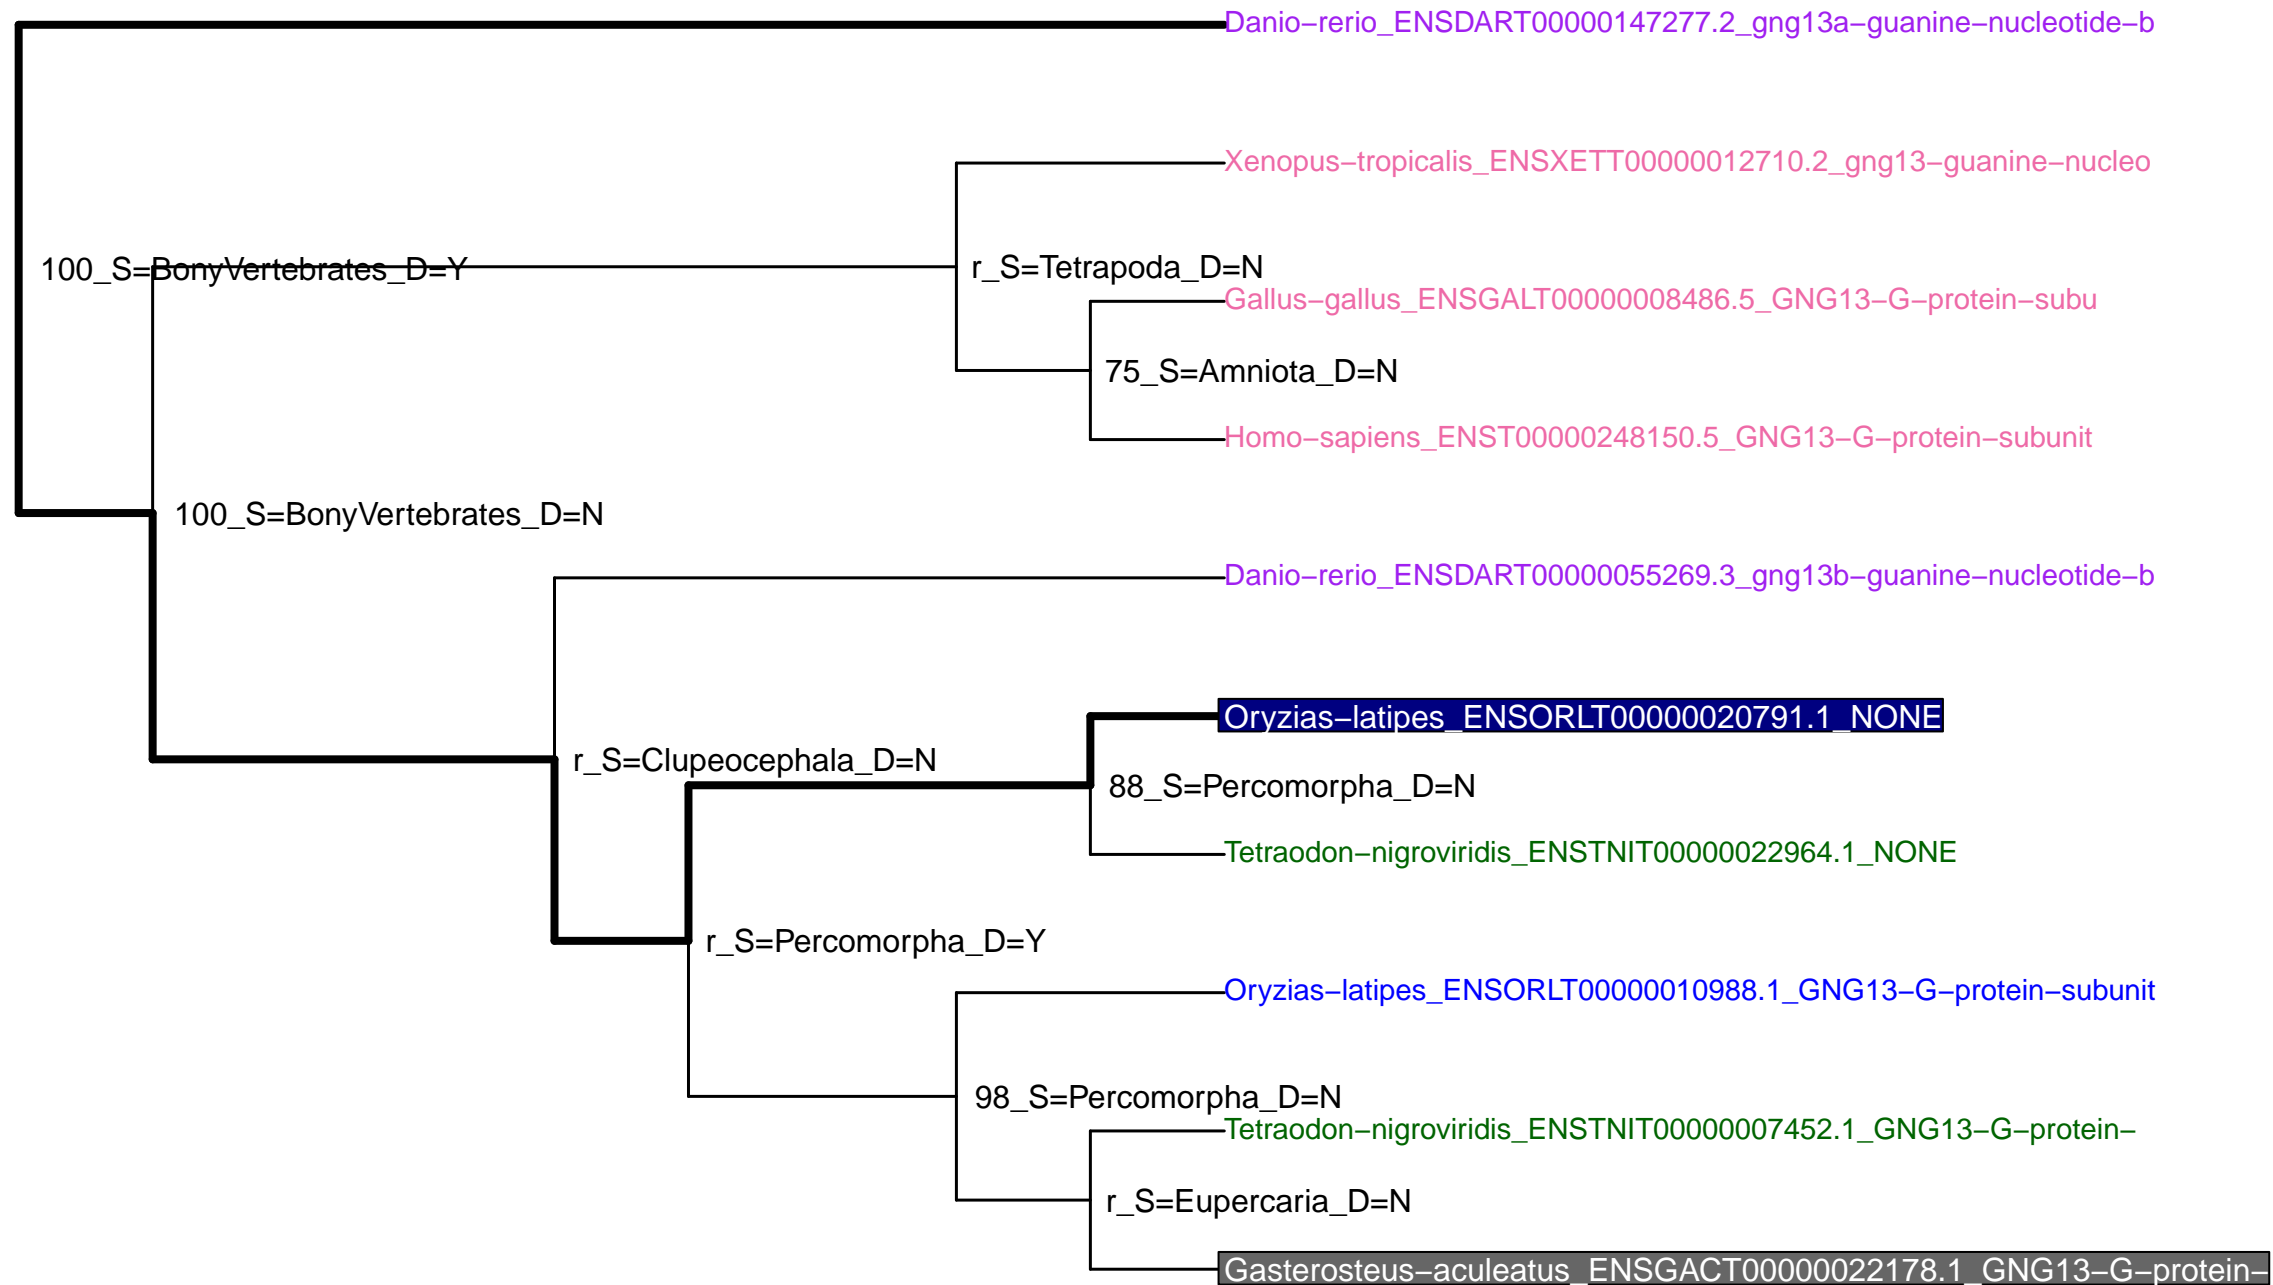 Danio−rerio_ENSDART00000147277.2_gng13a−guanine−nucleotide−b
Xenopus−tropicalis_ENSXETT00000012710.2_gng13−guanine−nucleo
100_S=BonyVertebrates_D=Y
r_S=Tetrapoda_D=N
Gallus−gallus_ENSGALT00000008486.5_GNG13−G−protein−subu
75_S=Amniota_D=N
Homo−sapiens_ENST00000248150.5_GNG13−G−protein−subunit
100_S=BonyVertebrates_D=N
Danio−rerio_ENSDART00000055269.3_gng13b−guanine−nucleotide−b
Oryzias−latipes_ENSORLT00000020791.1_NONE
r_S=Clupeocephala_D=N
88_S=Percomorpha_D=N
Tetraodon−nigroviridis_ENSTNIT00000022964.1_NONE
r_S=Percomorpha_D=Y
Oryzias−latipes_ENSORLT00000010988.1_GNG13−G−protein−subunit
98_S=Percomorpha_D=N
Tetraodon−nigroviridis_ENSTNIT00000007452.1_GNG13−G−protein−
r_S=Eupercaria_D=N
Gasterosteus−aculeatus_ENSGACT00000022178.1_GNG13−G−protein−